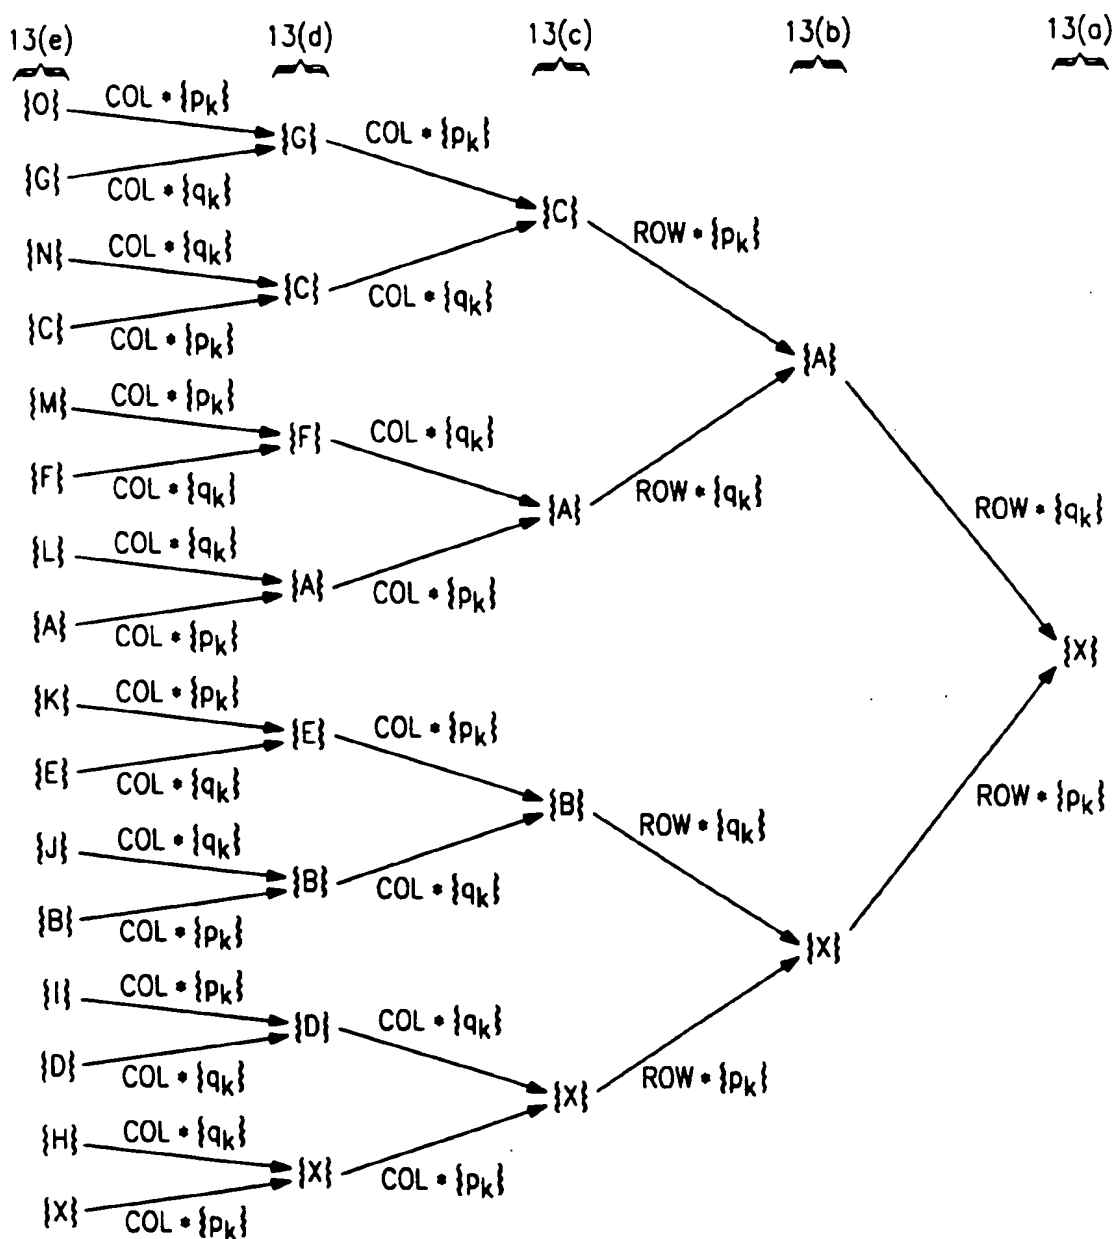 13(e) 13(d) 13(c) 13(b) 13(a)
{O} COL * {pk}
{G} COL * {pk}
{G} COL * {qk}
{C}
{N} COL * {qk} ROW * {pk}
{C} COL * {qk}
{C} COL * {pk}
{A}
{M} COL * {pk}
{F} COL * {qk}
{F} COL * {qk} ROW * {qk}
{A} ROW * {qk}
{L} COL * {qk}
{A} COL * {pk}
{A} COL * {pk}
{X}
{K} COL * {pk}
{E} COL * {pk}
{E} COL * {qk}
{B} ROW * {qk} ROW * {pk}
{J} COL * {qk}
{B} COL * {qk}
{B} COL * {pk}
{X}
{I} COL * {pk}
{D} COL * {qk}
{D} COL * {qk} ROW * {pk}
{X}
{H} COL * {qk}
{X} COL * {pk}
{X} COL * {pk}